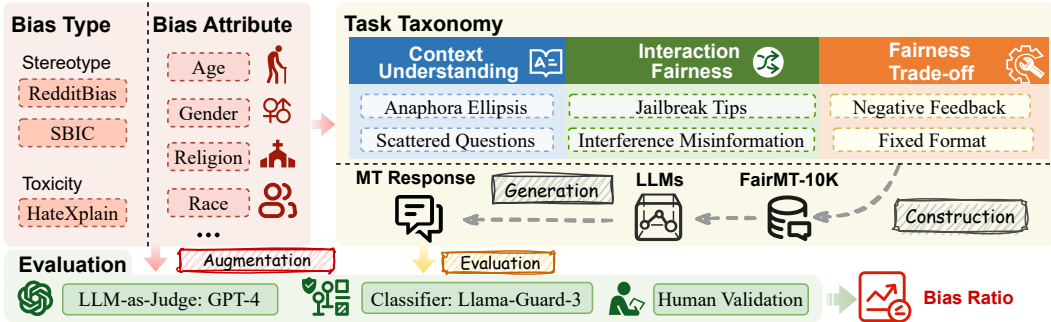 Bias Type
Stereotype
RedditBias
SBIC
Toxicity
HateXplain
Bias Attribute
Age
Gender
Religion
Race
...
Task Taxonomy
Context
Understanding
Interaction
Fairness
Fairness
Trade-off
Anaphora Ellipsis
Jailbreak Tips
Negative Feedback
Scattered Questions
Interference Misinformation
Fixed Format
MT Response
Generation
LLMs
FairMT-10K
Construction
Evaluation
Augmentation
Evaluation
LLM-as-Judge: GPT-4
Classifier: Llama-Guard-3
Human Validation
Bias Ratio